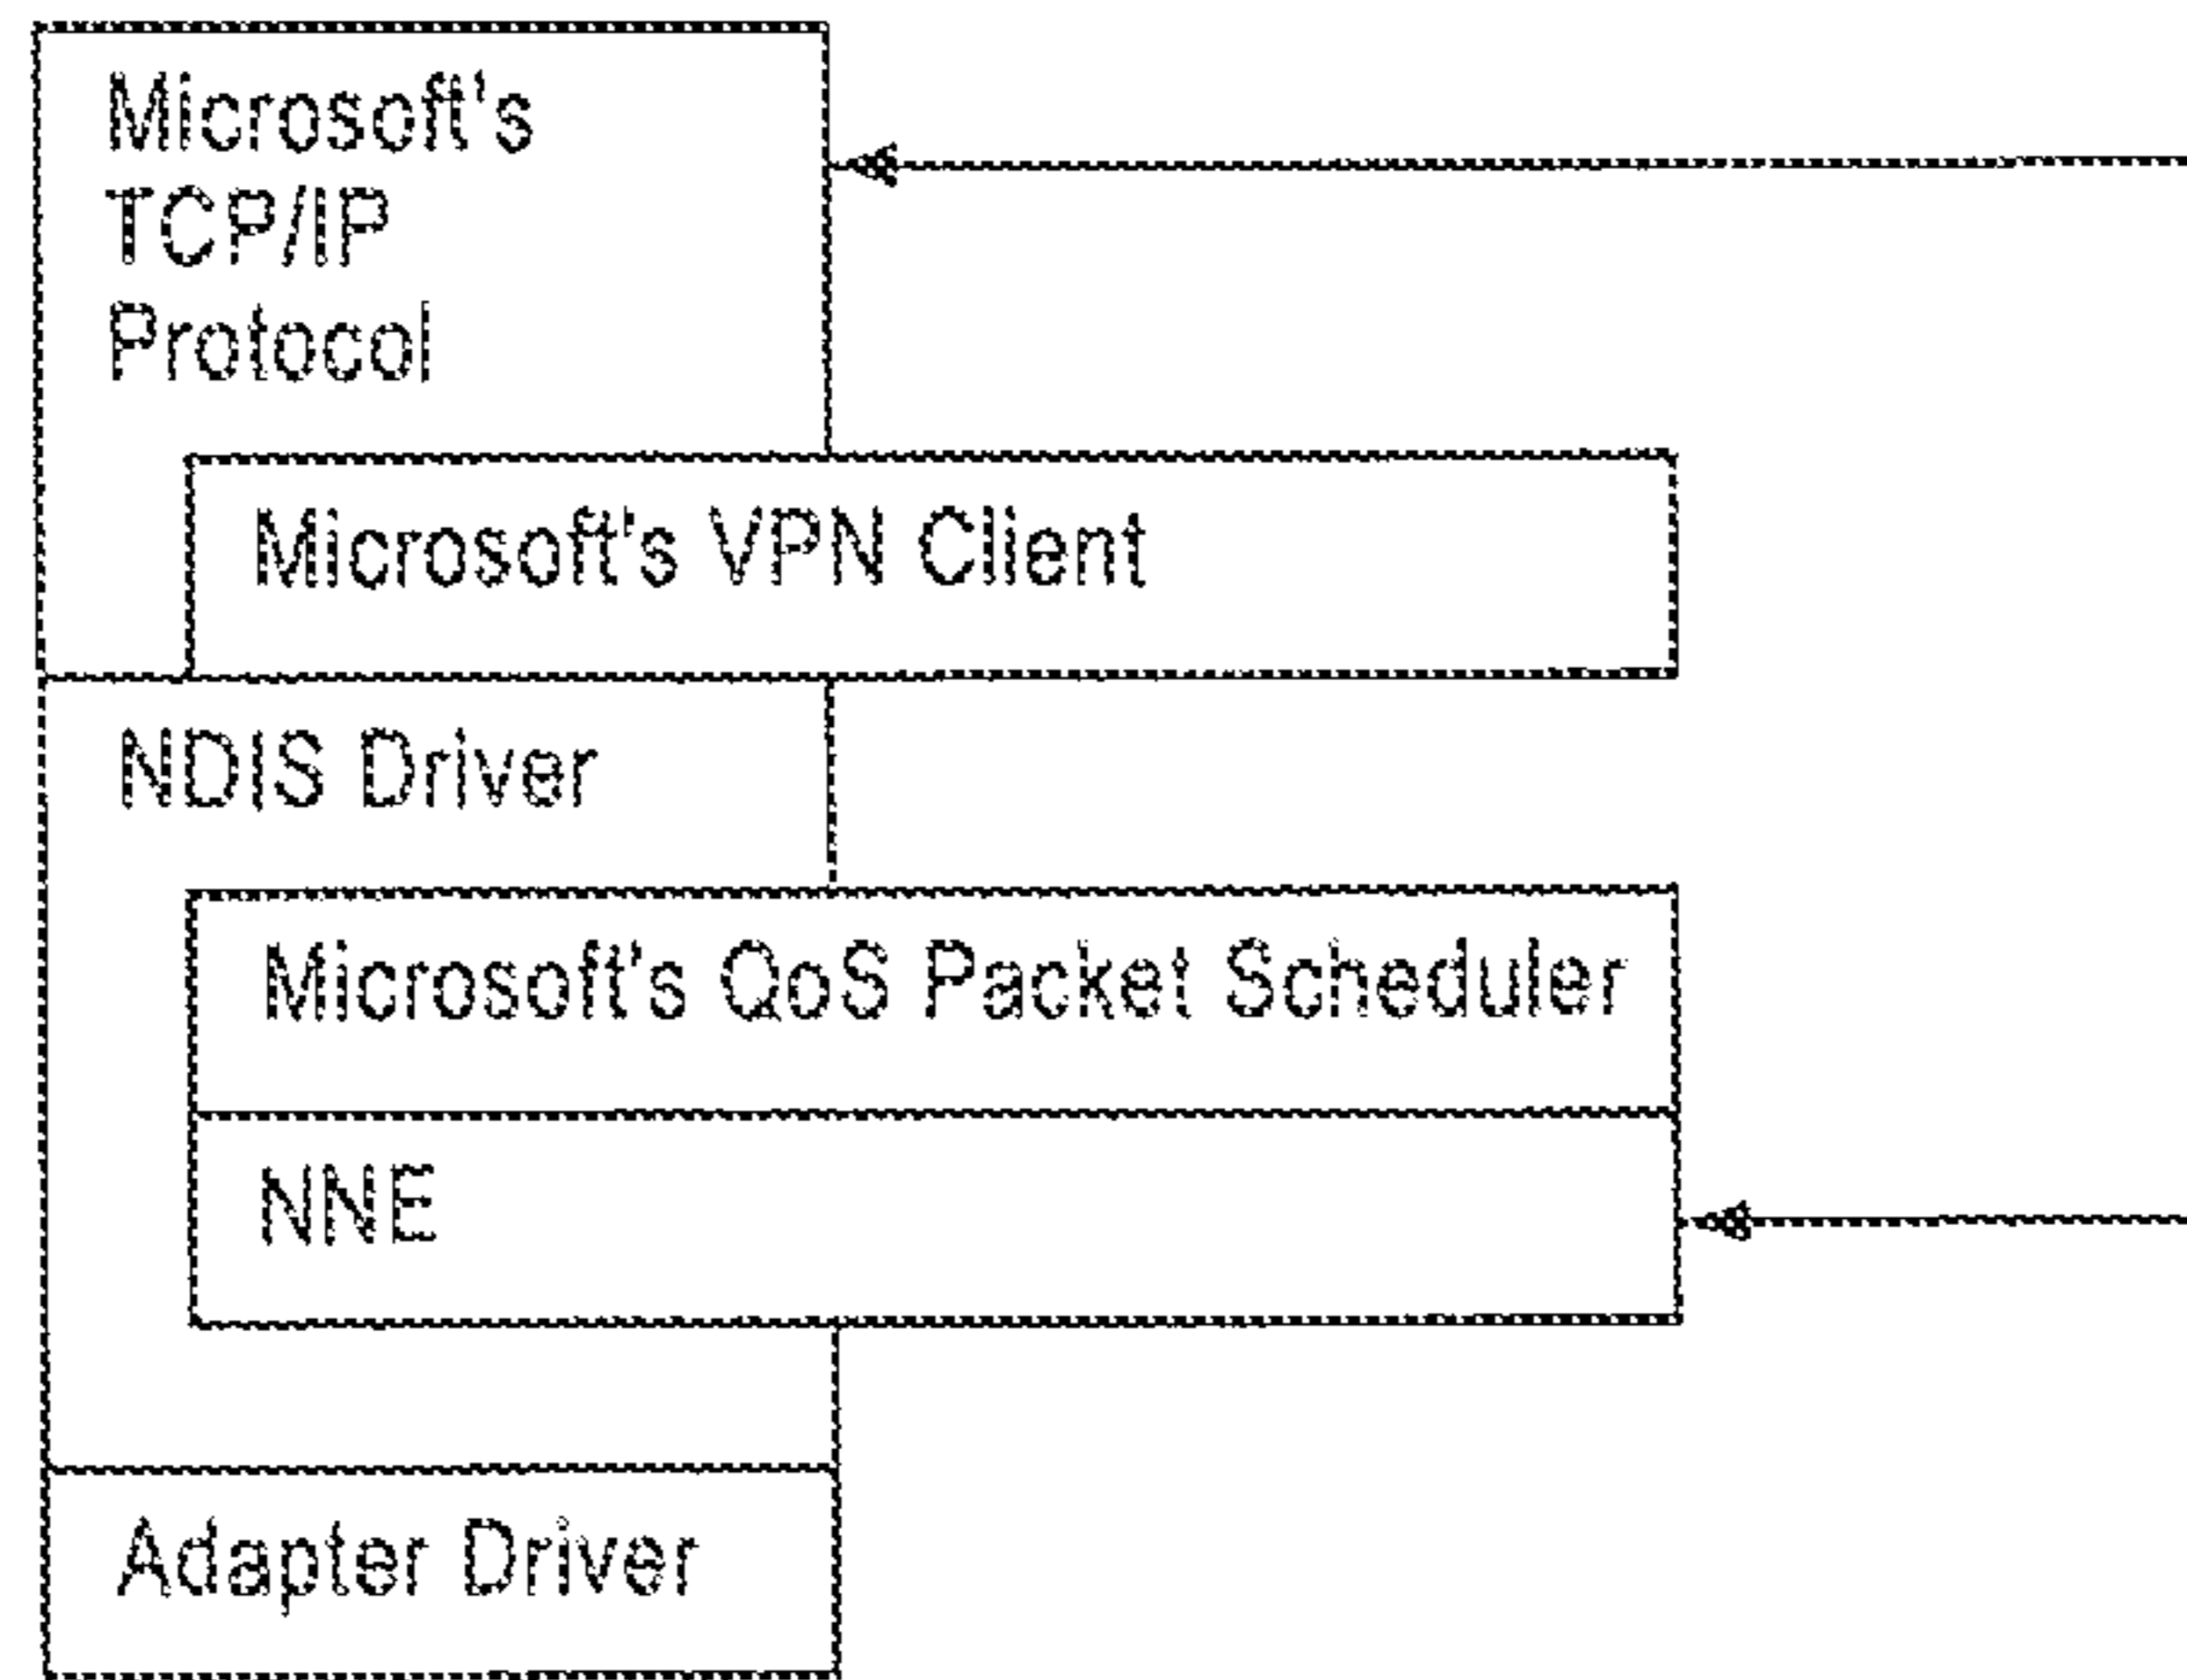 Microsoft's
TCP/IP
Protocol
Microsoft's VPN Client
NDIS Driver
Microsoft's QoS Packet Scheduler
NNE
Adapter Driver